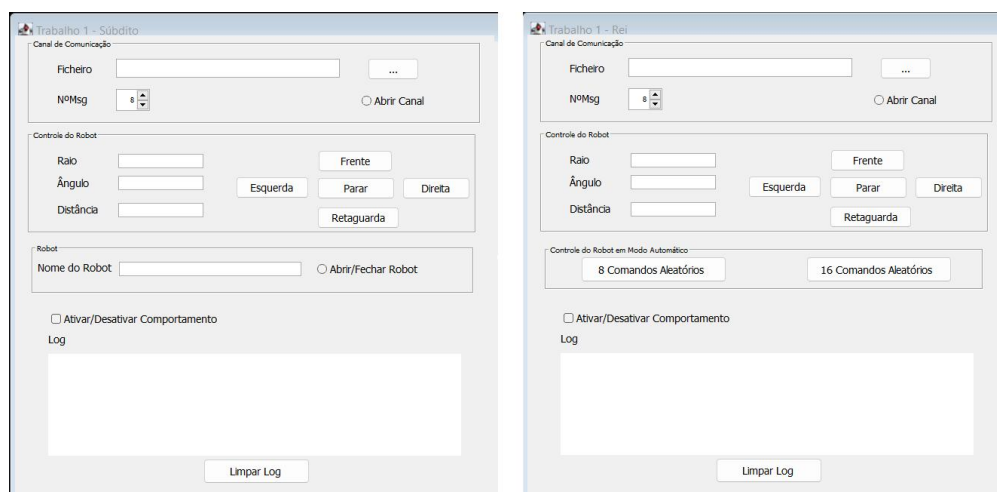 Trabalho 1 - Súbdito
Canal de Comunicação
Ficheiro
...
NºMsg
8
Abrir Canal
Controle do Robot
Raio
Frente
Ângulo
Esquerda
Parar
Direita
Distância
Retaguarda
Robot
Nome do Robot
Abrir/Fechar Robot
Ativar/Desativar Comportamento
Log
Limpar Log
Trabalho 1 - Rei
Canal de Comunicação
Ficheiro
...
NºMsg
8
Abrir Canal
Controle do Robot
Raio
Frente
Ângulo
Esquerda
Parar
Direita
Distância
Retaguarda
Controle do Robot em Modo Automático
8 Comandos Aleatórios
16 Comandos Aleatórios
Ativar/Desativar Comportamento
Log
Limpar Log